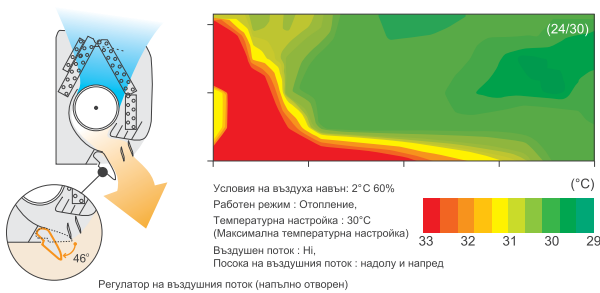 (24/30)
Условия на въздуха навън: 2°C 60%
Работен режим : Отопление,
Температурна настройка : 30°C
(Максимална температурна настройка)
Въздушен поток : Hi,
Посока на въздушния поток : надолу и напред
(°C)
33 32 31 30 29
46°
Регулатор на въздушния поток (напълно отворен)